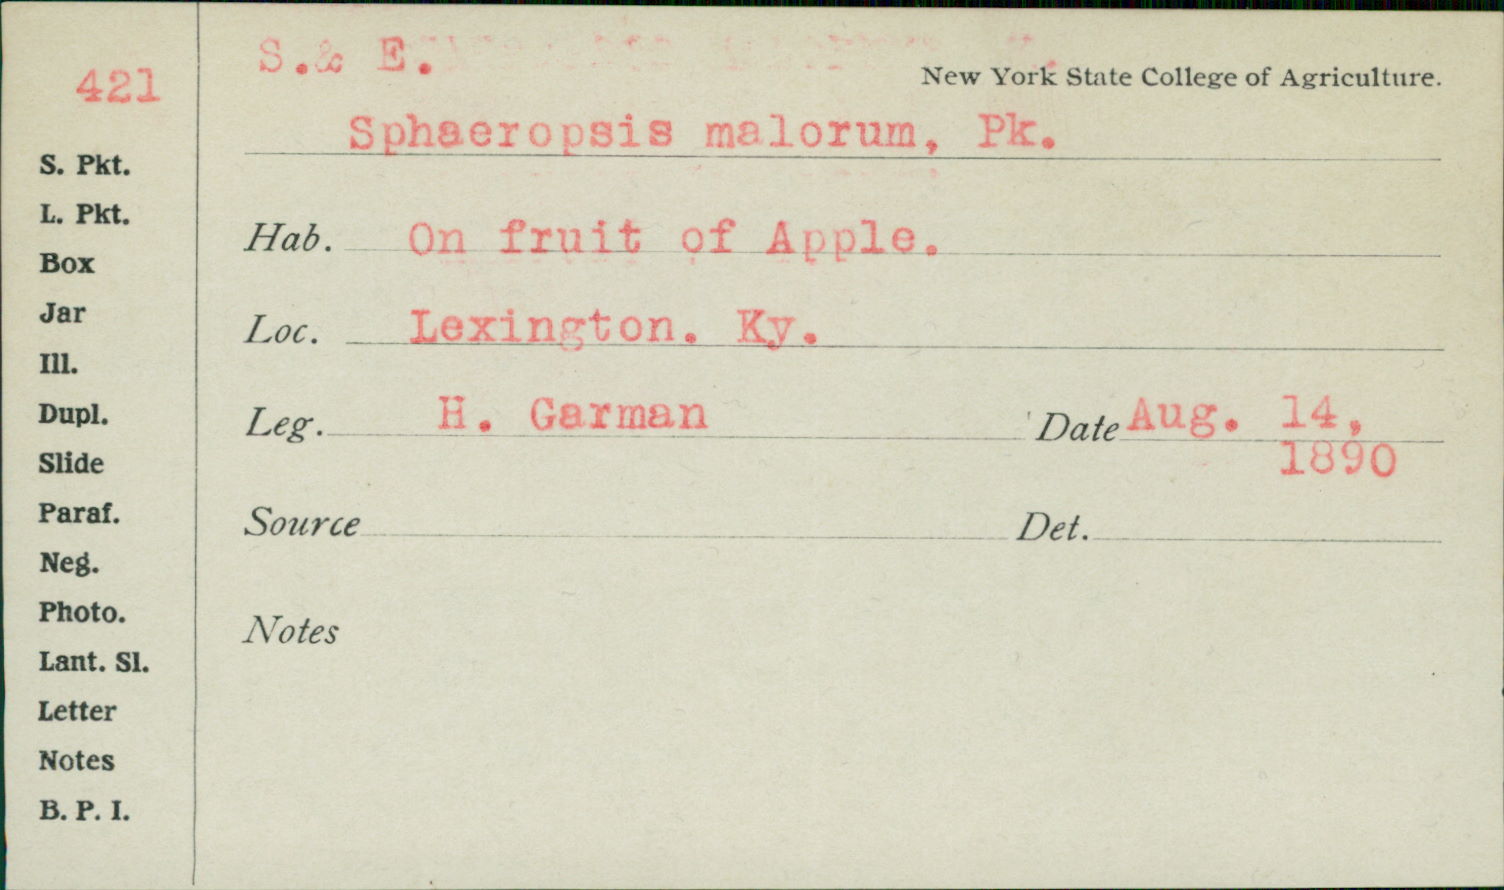 421
S. Pkt.
L. Pkt.
Box
Jar
Ill.
Dupl.
Slide
Paraf.
Neg.
Photo.
Lant. Sl.
Letter
Notes
B. P. I.
S.& E.
New York State College of Agriculture.
Sphaeropsis malorum, Pk.
Hab. On fruit of Apple.
Loc. Lexington. Ky.
Leg. H. Garman Date Aug. 14,
1890
Source Det.
Notes